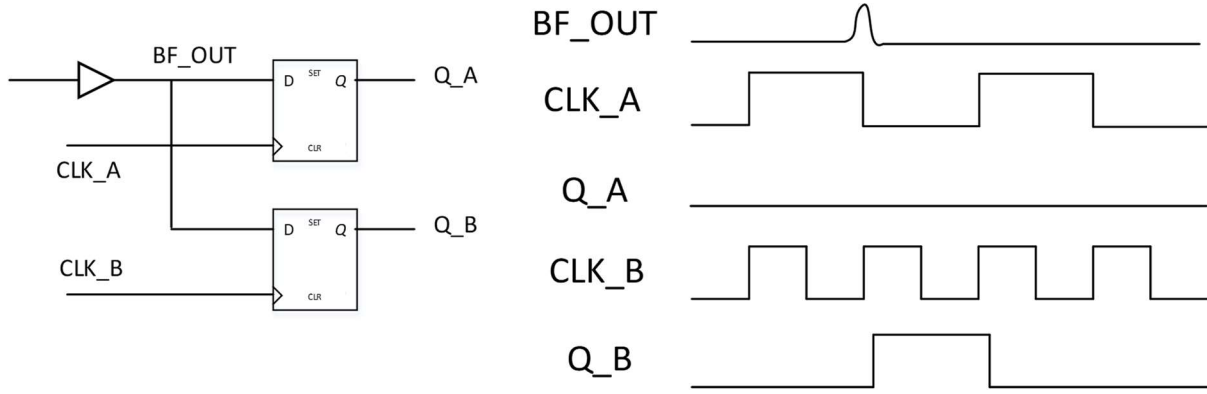 BF_OUT
D SET Q
Q_A
CLR
CLK_A
D SET Q
Q_B
CLK_B
CLR
BF_OUT
CLK_A
Q_A
CLK_B
Q_B